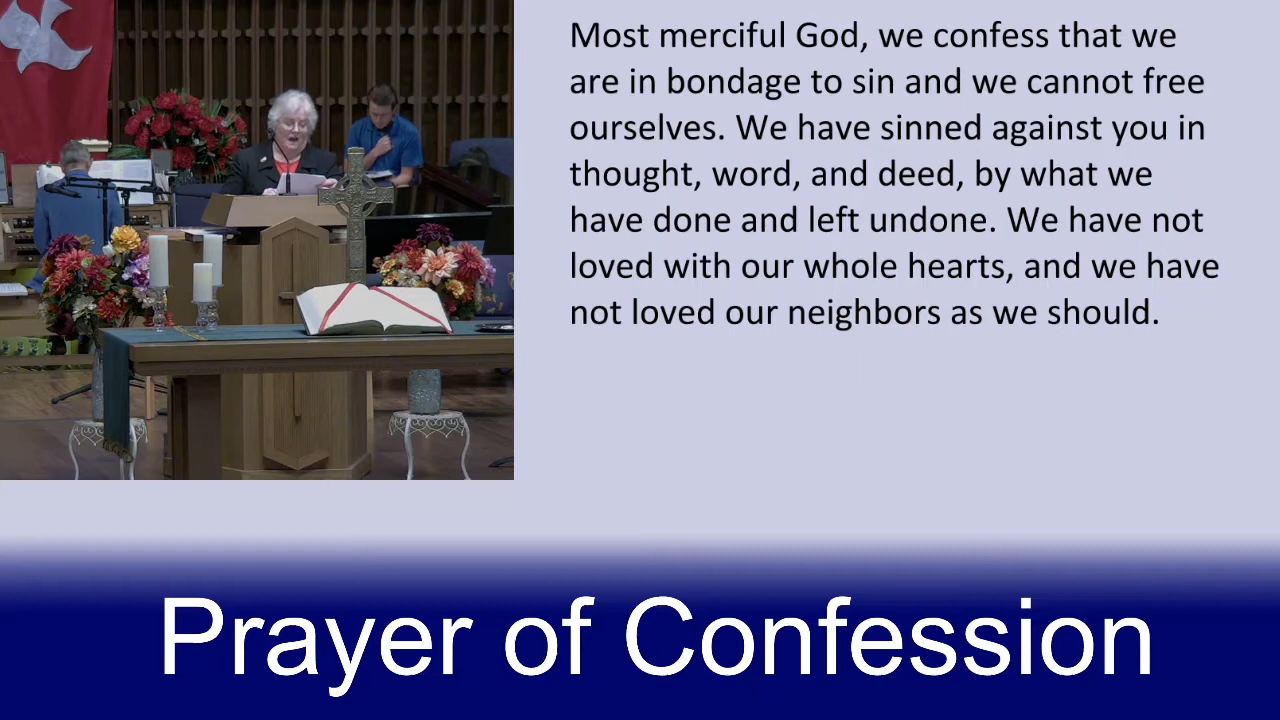 Most merciful God, we confess that we
are in bondage to sin and we cannot free
ourselves. We have sinned against you in
thought, word, and deed, by what we
have done and left undone. We have not
loved with our whole hearts, and we have
not loved our neighbors as we should.
Prayer of Confession